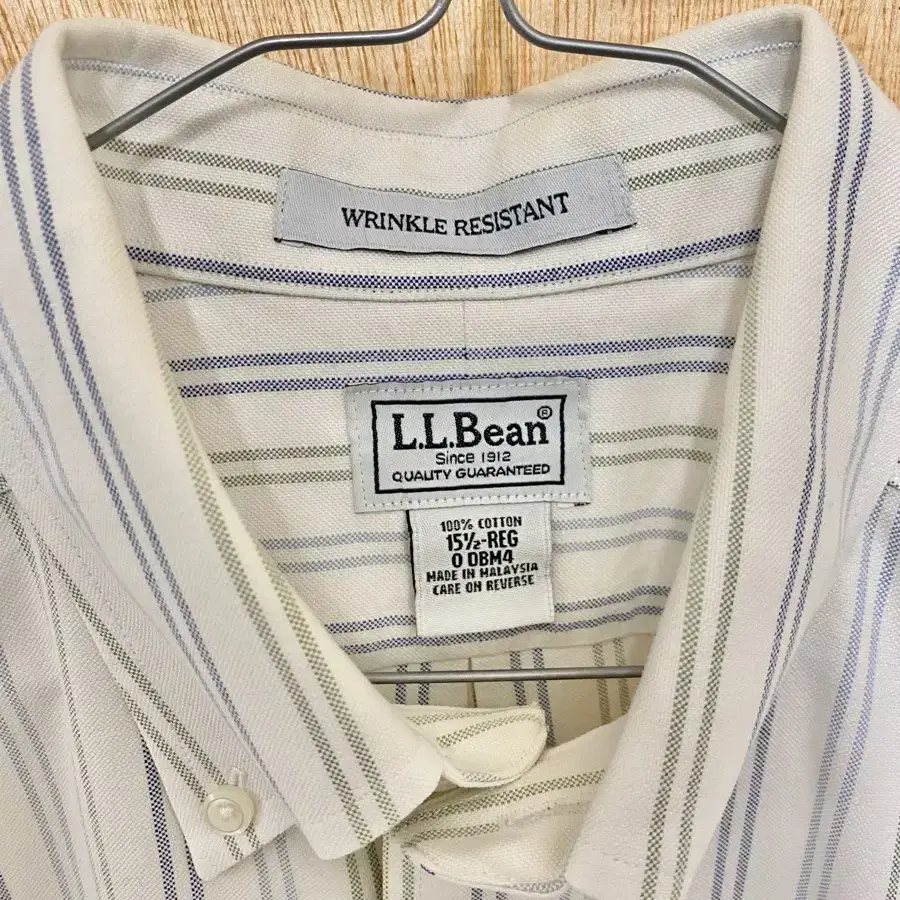 WRINKLE RESISTANT
L.L.Bean®
Since 1912
QUALITY GUARANTEED
100% COTTON
15½-REG
0 DBM4
MADE IN MALAYSIA
CARE ON REVERSE